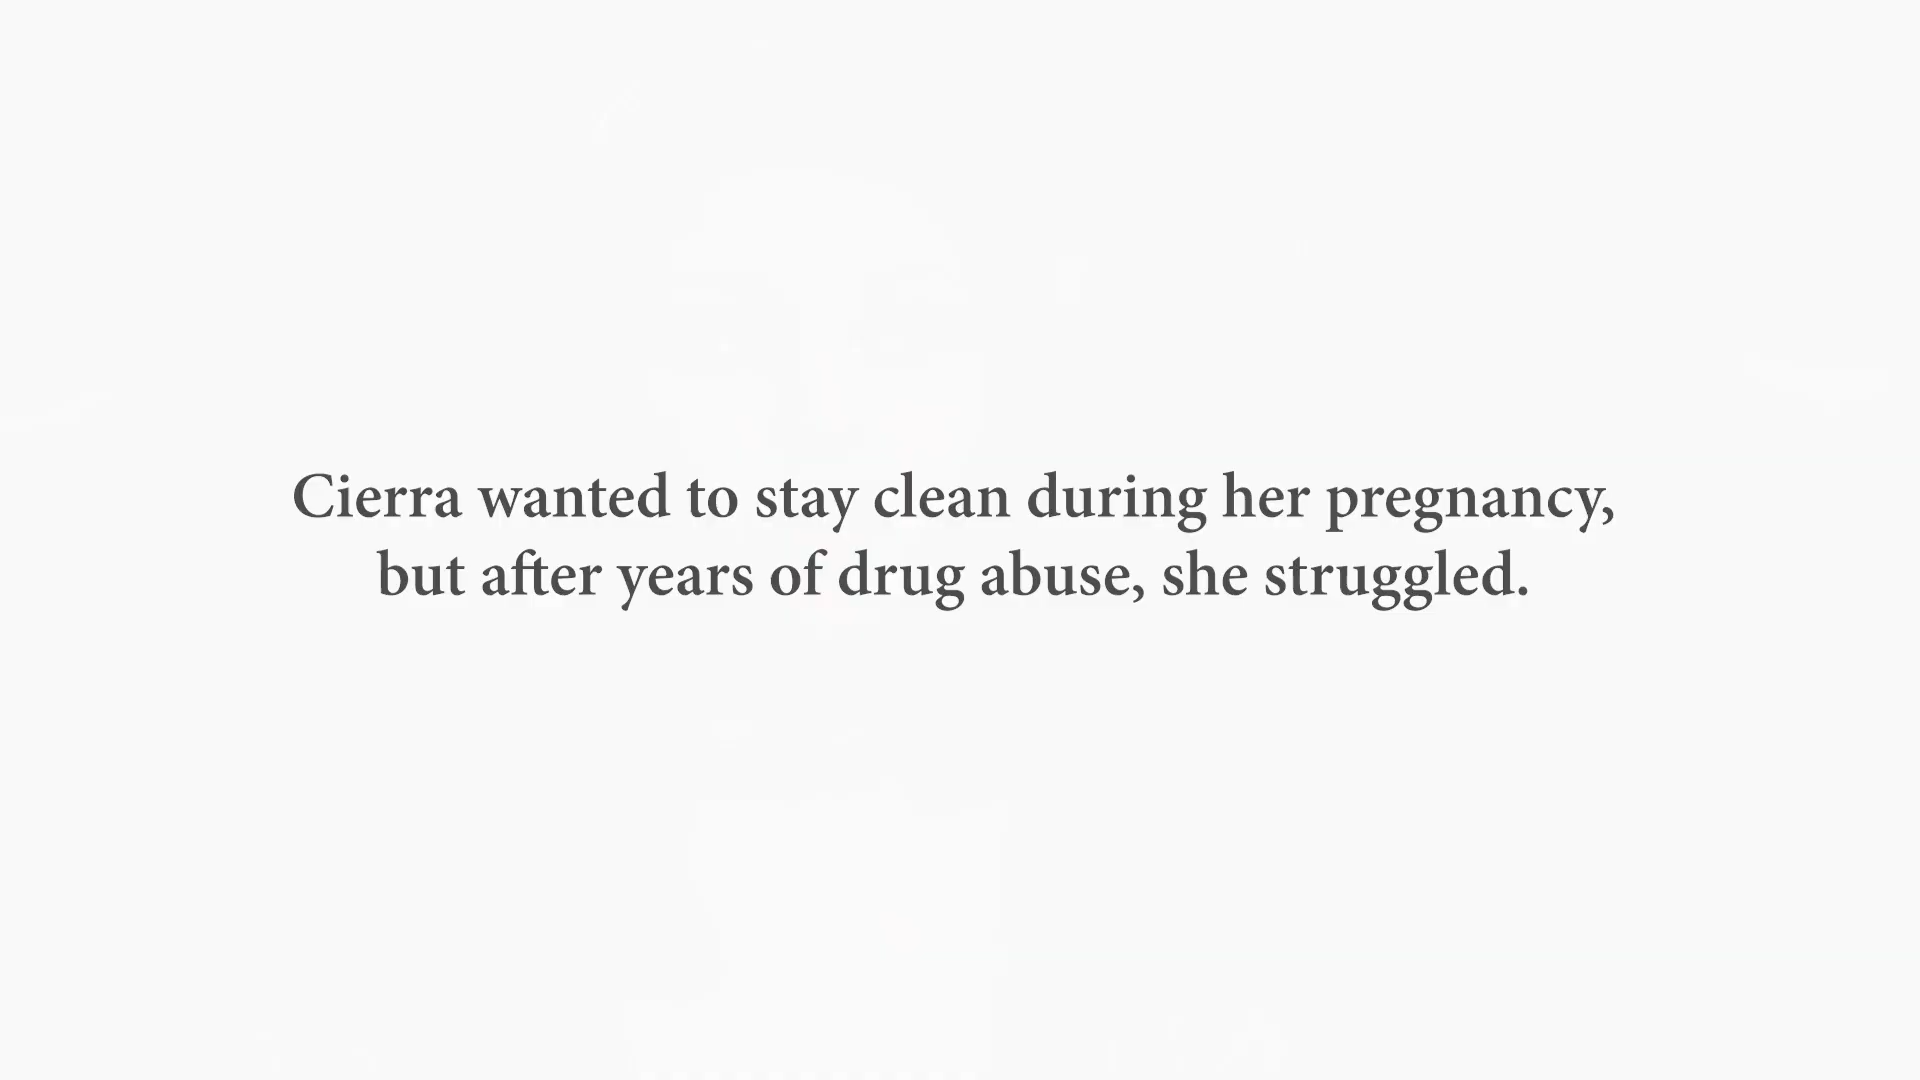 Cierra wanted to stay clean during her pregnancy,
but after years of drug abuse, she struggled.